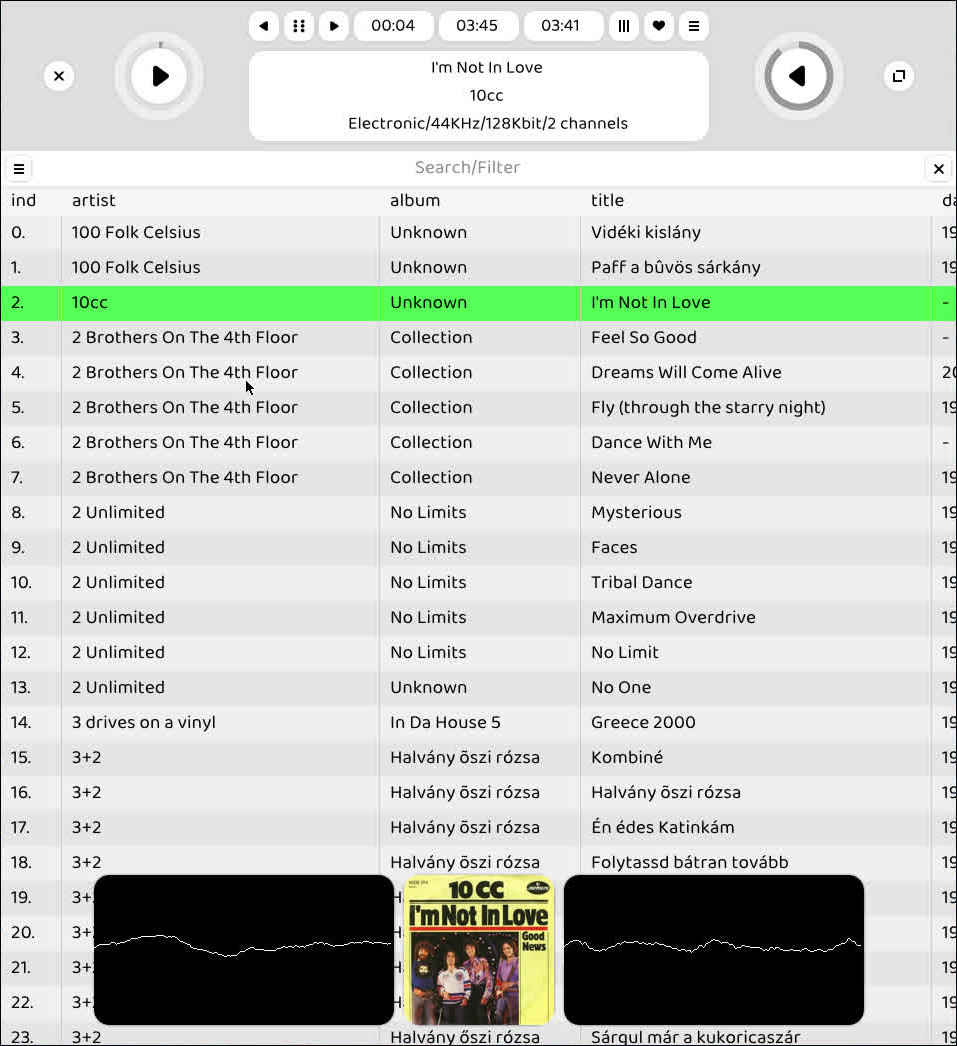 00:04 03:45 03:41
I'm Not In Love
10cc
Electronic/44KHz/128Kbit/2 channels
Search/Filter
ind artist album title
0. 100 Folk Celsius Unknown Vidéki kislány 19
1. 100 Folk Celsius Unknown Paff a bûvös sárkány 19
2. 10cc Unknown I'm Not In Love -
3. 2 Brothers On The 4th Floor Collection Feel So Good -
4. 2 Brothers On The 4th Floor Collection Dreams Will Come Alive 20
5. 2 Brothers On The 4th Floor Collection Fly (through the starry night) 19
6. 2 Brothers On The 4th Floor Collection Dance With Me -
7. 2 Brothers On The 4th Floor Collection Never Alone 19
8. 2 Unlimited No Limits Mysterious 19
9. 2 Unlimited No Limits Faces 19
10. 2 Unlimited No Limits Tribal Dance 19
11. 2 Unlimited No Limits Maximum Overdrive 19
12. 2 Unlimited No Limits No Limit 19
13. 2 Unlimited Unknown No One 19
14. 3 drives on a vinyl In Da House 5 Greece 2000 19
15. 3+2 Halvány õszi rózsa Kombiné 19
16. 3+2 Halvány õszi rózsa Halvány õszi rózsa 19
17. 3+2 Halvány õszi rózsa Én édes Katinkám 19
18. 3+2 Halvány õszi rózsa Folytassd bátran tovább 19
19. 3+ H 19
20. 3+ H 19
21. 3+ H 19
22. 3+ H 19
23. 3+2 Halvány őszi rózsa Sárgul már a kukoricaszár 19
10 CC
I'm Not In Love
Good
News